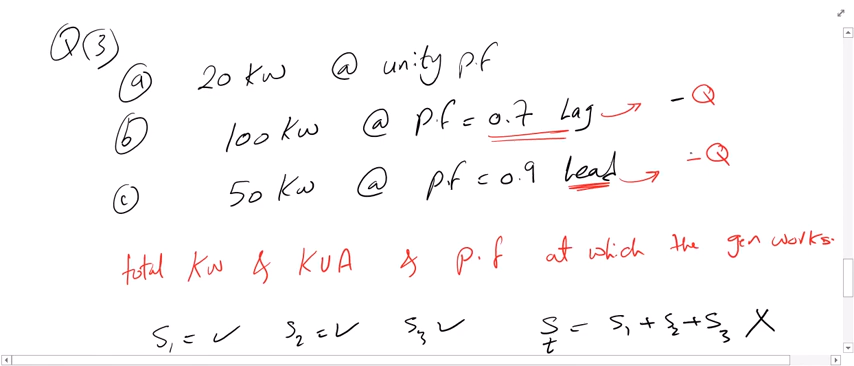 Q(3)
(a) 20 kw @ unity p.f
(b) 100 kw @ p.f = 0.7 Lag → - Q
(c) 50 kw @ p.f = 0.9 Lead → - Q
total kw & KVA & p.f at which the gen works.
S₁ = ✓ S₂ = ✓ S₃ ✓ St = S₁ + S₂ + S₃ X